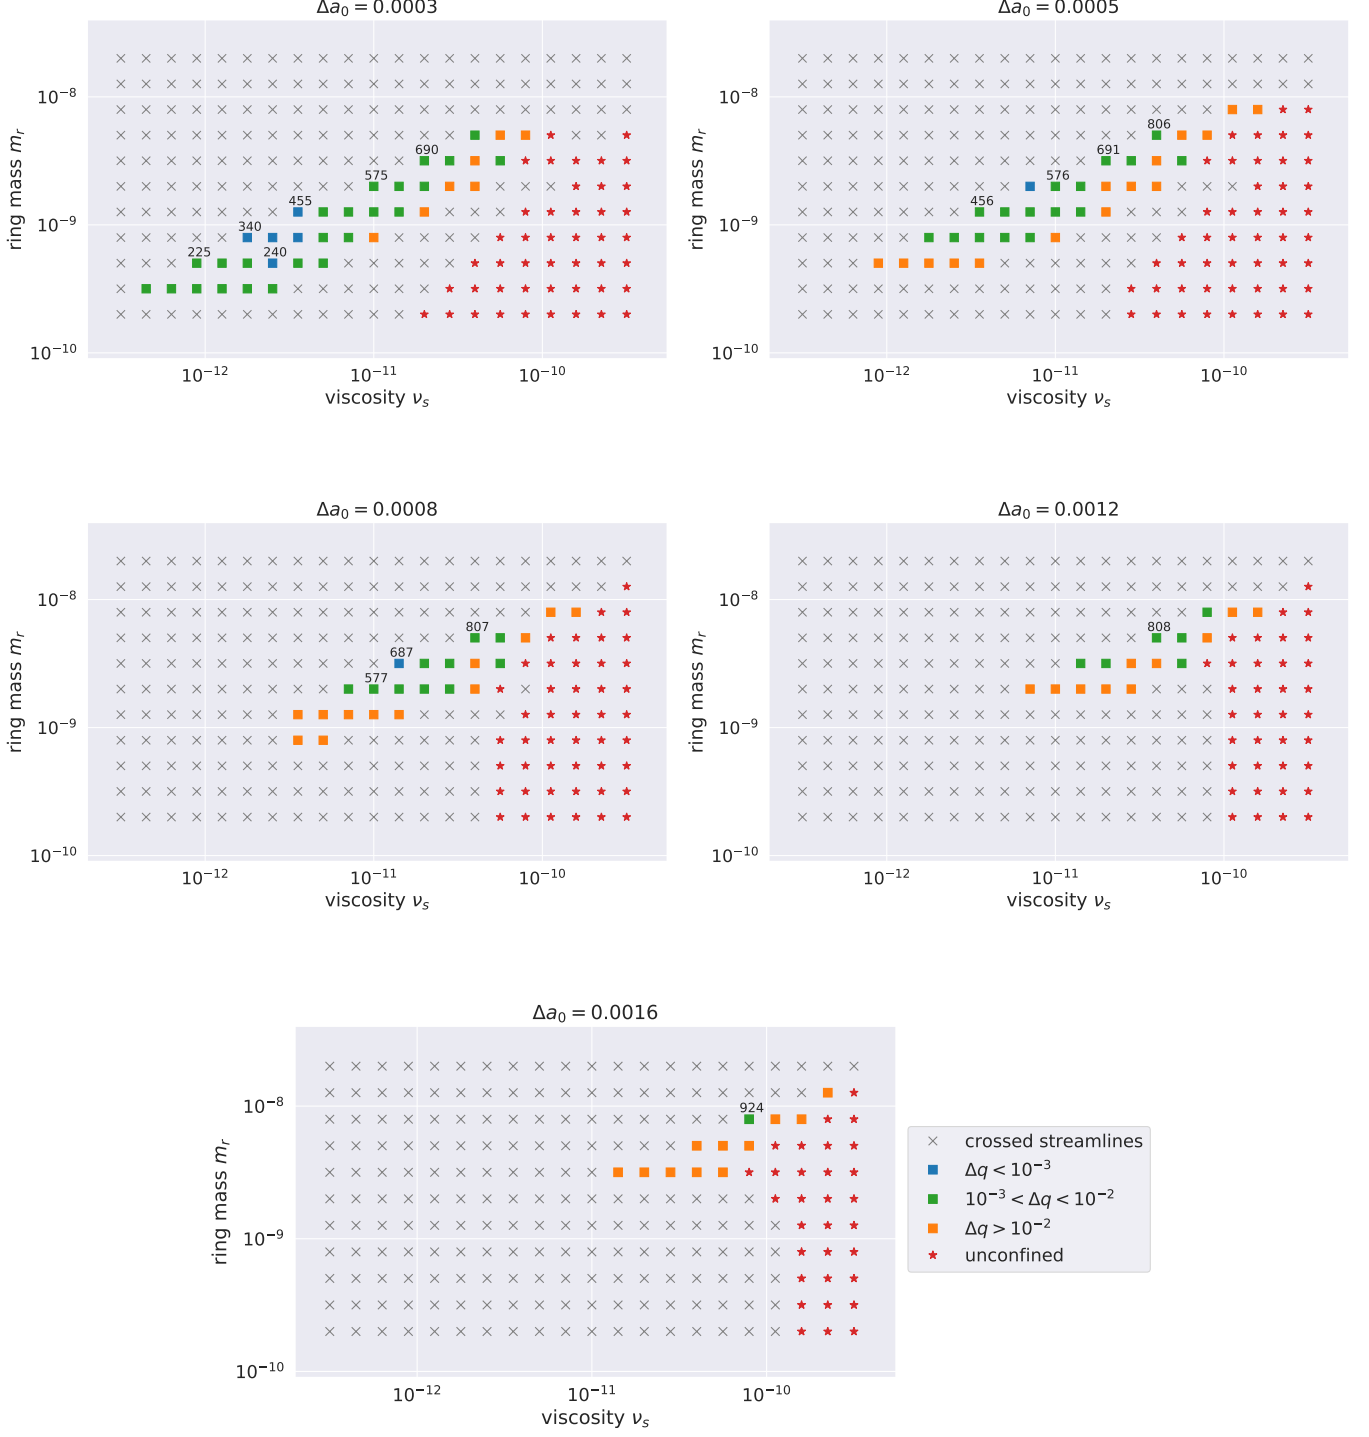 Δa₀ = 0.0003
690
575
455
340
225
240
10⁻⁸
10⁻⁹
10⁻¹⁰
ring mass mᵣ
10⁻¹²
10⁻¹¹
10⁻¹⁰
viscosity νₛ
Δa₀ = 0.0005
806
691
576
456
10⁻⁸
10⁻⁹
10⁻¹⁰
ring mass mᵣ
10⁻¹²
10⁻¹¹
10⁻¹⁰
viscosity νₛ
Δa₀ = 0.0008
807
687
577
10⁻⁸
10⁻⁹
10⁻¹⁰
ring mass mᵣ
10⁻¹²
10⁻¹¹
10⁻¹⁰
viscosity νₛ
Δa₀ = 0.0012
808
10⁻⁸
10⁻⁹
10⁻¹⁰
ring mass mᵣ
10⁻¹²
10⁻¹¹
10⁻¹⁰
viscosity νₛ
Δa₀ = 0.0016
924
10⁻⁸
10⁻⁹
10⁻¹⁰
ring mass mᵣ
10⁻¹²
10⁻¹¹
10⁻¹⁰
viscosity νₛ
crossed streamlines
Δq < 10⁻³
10⁻³ < Δq < 10⁻²
Δq > 10⁻²
unconfined